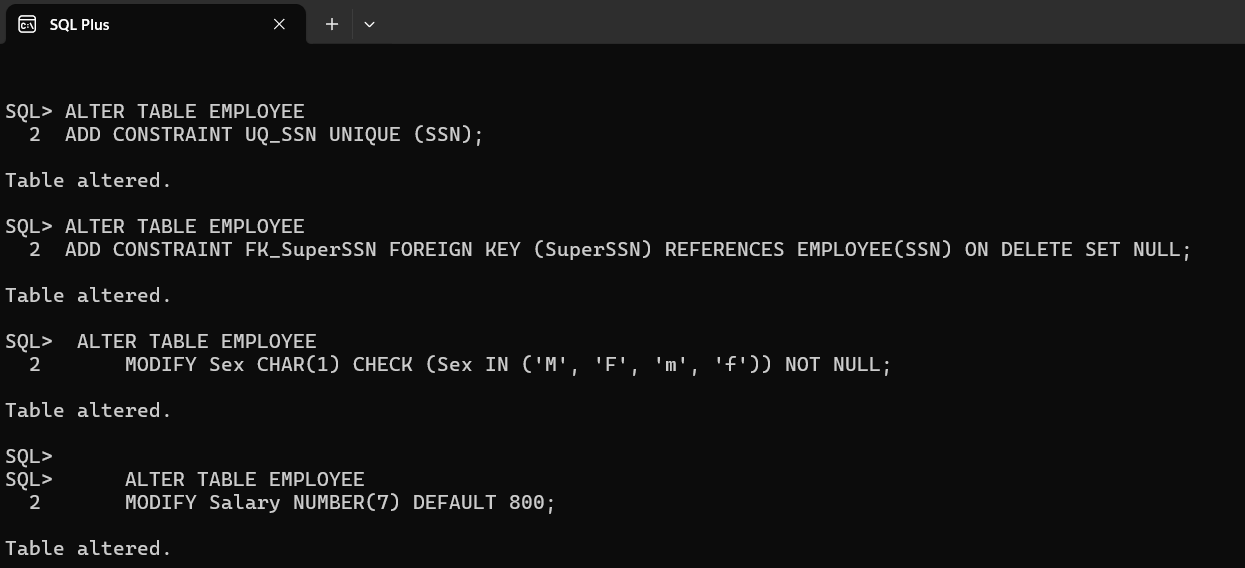 SQL Plus
SQL> ALTER TABLE EMPLOYEE
  2  ADD CONSTRAINT UQ_SSN UNIQUE (SSN);
Table altered.
SQL> ALTER TABLE EMPLOYEE
  2  ADD CONSTRAINT FK_SuperSSN FOREIGN KEY (SuperSSN) REFERENCES EMPLOYEE(SSN) ON DELETE SET NULL;
Table altered.
SQL>  ALTER TABLE EMPLOYEE
  2       MODIFY Sex CHAR(1) CHECK (Sex IN ('M', 'F', 'm', 'f')) NOT NULL;
Table altered.
SQL>
SQL>      ALTER TABLE EMPLOYEE
  2       MODIFY Salary NUMBER(7) DEFAULT 800;
Table altered.